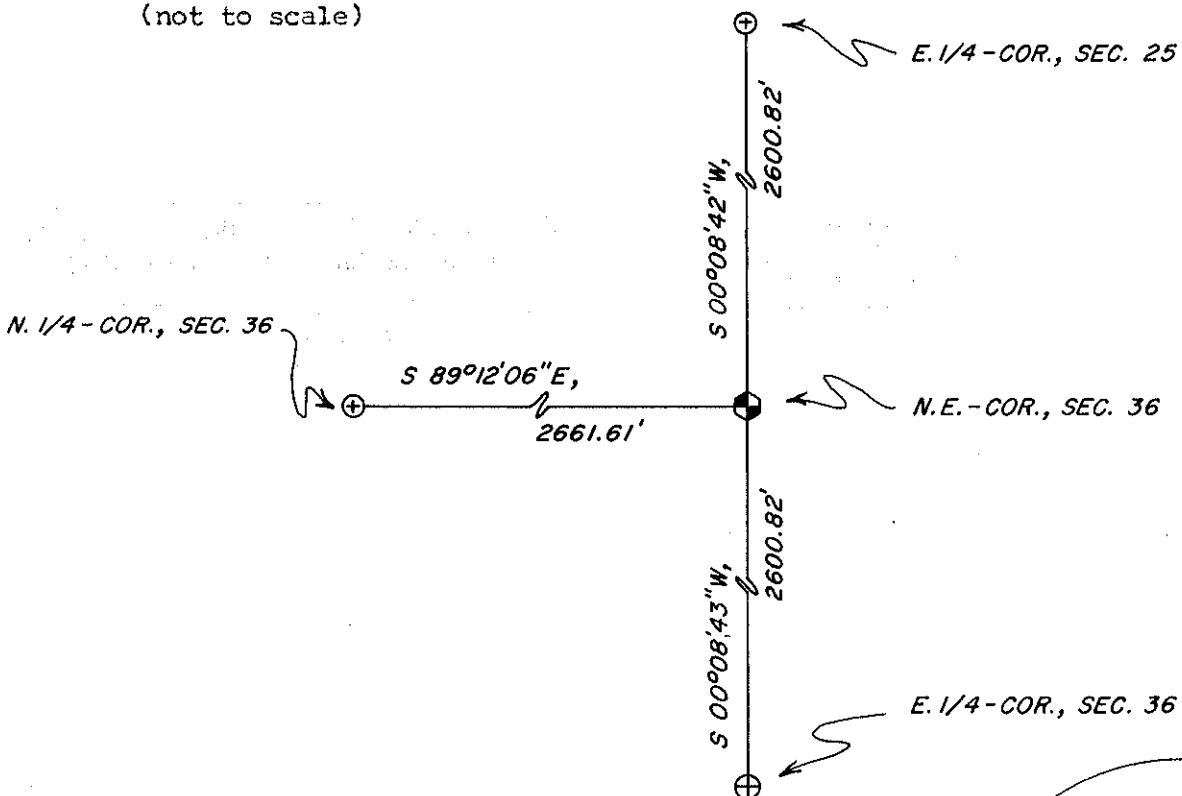 (not to scale)
E. 1/4-COR., SEC. 25
S 00°08'42"W,
2600.82'
N. 1/4-COR., SEC. 36
S 89°12'06"E,
2661.61'
N.E.-COR., SEC. 36
S 00°08'43"W,
2600.82'
E. 1/4-COR., SEC. 36